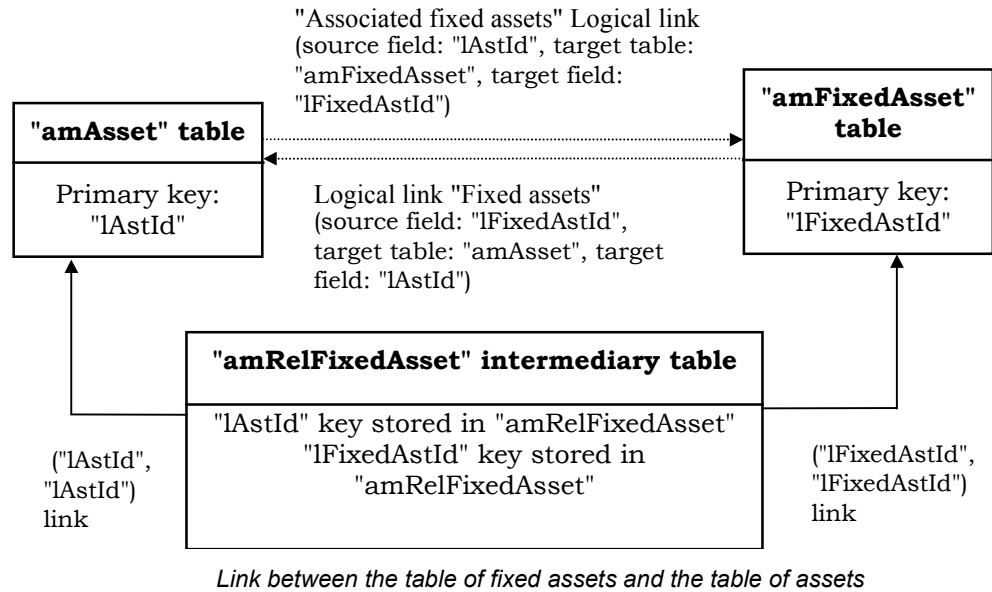 "Associated fixed assets" Logical link
(source field: "lAstId", target table:
"amFixedAsset", target field:
"lFixedAstId")
"amAsset" table
Primary key:
"lAstId"
"amFixedAsset"
table
Primary key:
"lFixedAstId"
Logical link "Fixed assets"
(source field: "lFixedAstId",
target table: "amAsset", target
field: "lAstId")
"amRelFixedAsset" intermediary table
"lAstId" key stored in "amRelFixedAsset"
"lFixedAstId" key stored in
"amRelFixedAsset"
("lAstId",
"lAstId")
link
("lFixedAstId",
"lFixedAstId")
link
Link between the table of fixed assets and the table of assets